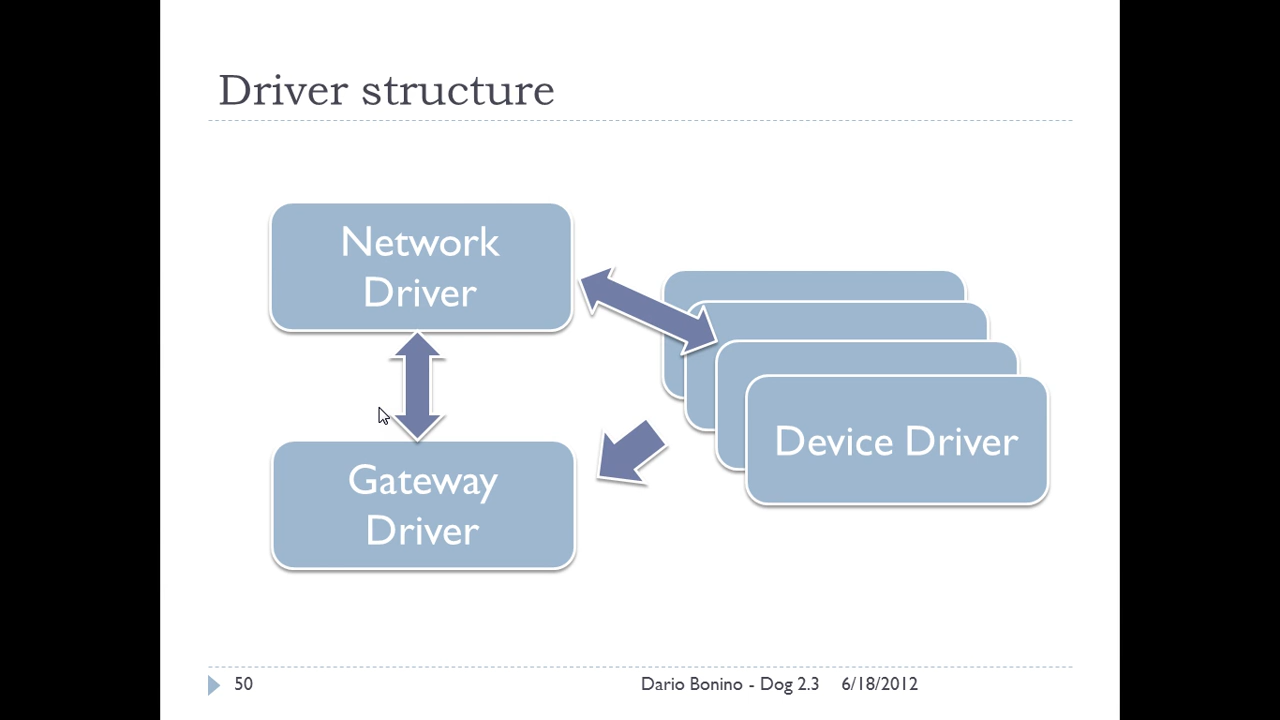 Driver structure
Network
Driver
Device Driver
Gateway
Driver
50
Dario Bonino - Dog 2.3
6/18/2012